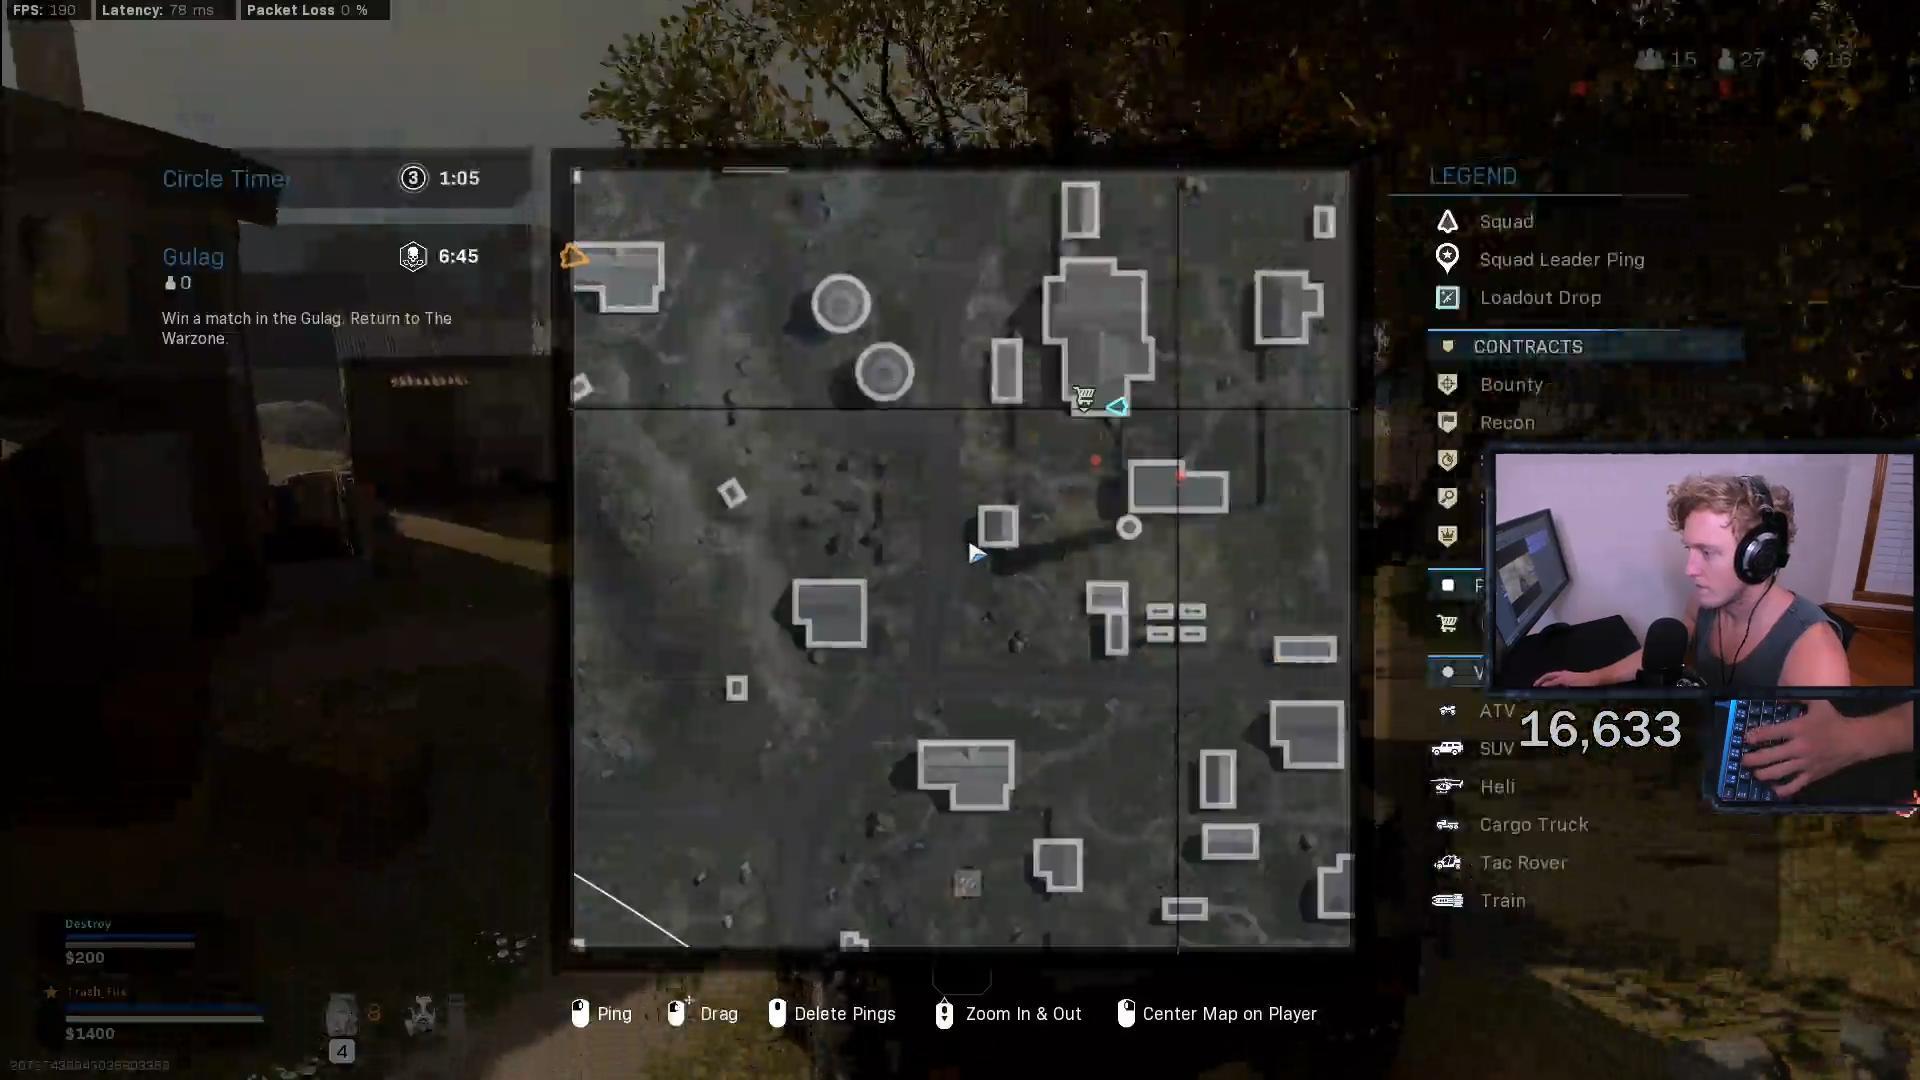 FPS: 190
Latency: 78 ms
Packet Loss 0 %
15 27 16
Circle Timer
3 1:05
Gulag
6:45
0
Win a match in the Gulag. Return to The
Warzone.
LEGEND
Squad
Squad Leader Ping
Loadout Drop
CONTRACTS
Bounty
Recon
ATV
SUV
Heli
Cargo Truck
Tac Rover
Train
16,633
Destroy
$200
$1400
8
4
Ping
Drag
Delete Pings
Zoom In & Out
Center Map on Player